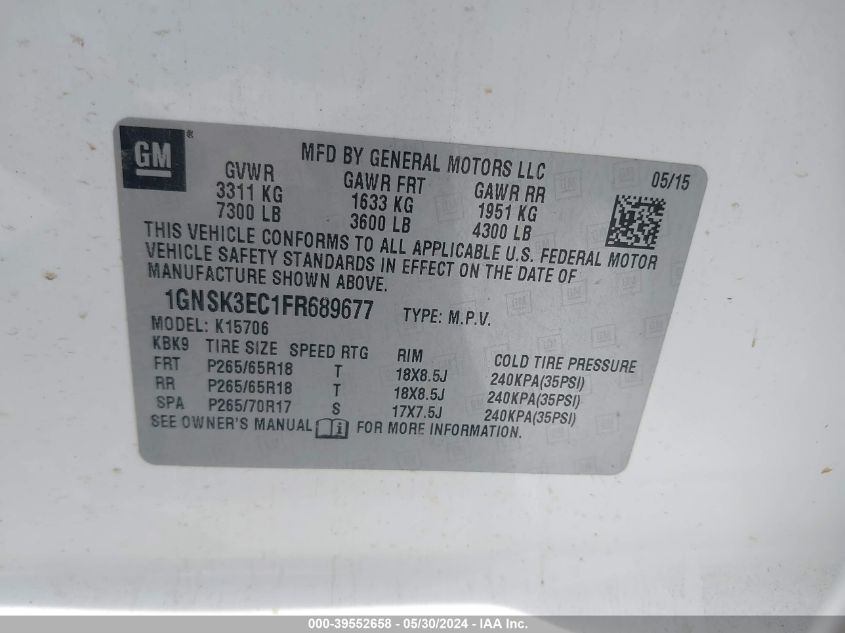 GM®
MFD BY GENERAL MOTORS LLC
05/15
GVWR GAWR FRT GAWR RR
3311 KG 1633 KG 1951 KG
7300 LB 3600 LB 4300 LB
THIS VEHICLE CONFORMS TO ALL APPLICABLE U.S. FEDERAL MOTOR
VEHICLE SAFETY STANDARDS IN EFFECT ON THE DATE OF
MANUFACTURE SHOWN ABOVE.
1GNSK3EC1FR689677 TYPE: M.P.V.
MODEL: K15706
KBK9 TIRE SIZE SPEED RTG RIM COLD TIRE PRESSURE
FRT P265/65R18 T 18X8.5J 240KPA(35PSI)
RR P265/65R18 T 18X8.5J 240KPA(35PSI)
SPA P265/70R17 S 17X7.5J 240KPA(35PSI)
SEE OWNER'S MANUAL i FOR MORE INFORMATION.
000-39552658 - 05/30/2024 - IAA Inc.